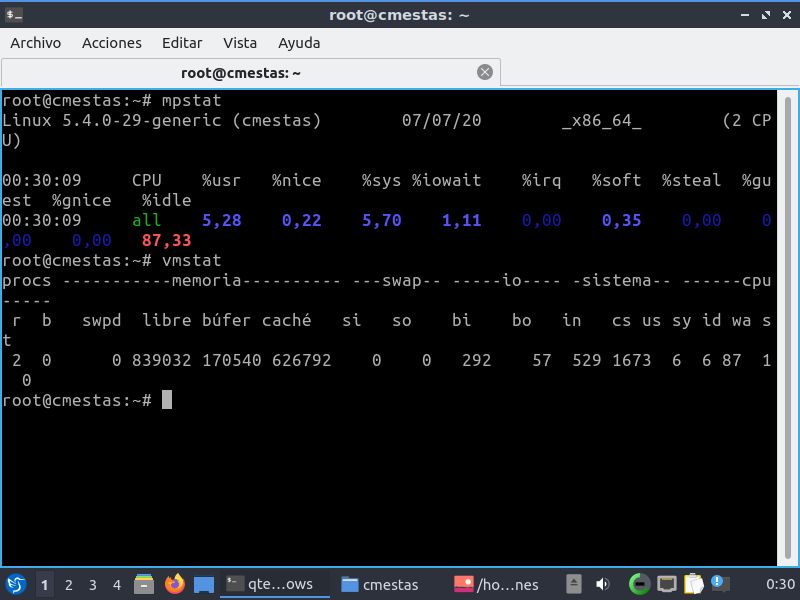 root@cmestas: ~
Archivo Acciones Editar Vista Ayuda
root@cmestas: ~
root@cmestas:~# mpstat
Linux 5.4.0-29-generic (cmestas)        07/07/20        _x86_64_        (2 CP
U)
00:30:09     CPU    %usr   %nice    %sys %iowait    %irq   %soft  %steal  %gu
est  %gnice   %idle
00:30:09     all    5,28    0,22    5,70    1,11    0,00    0,35    0,00    0
,00    0,00   87,33
root@cmestas:~# vmstat
procs -----------memoria---------- ---swap-- -----io---- -sistema-- ------cpu
-----
 r  b   swpd  libre búfer caché   si   so    bi    bo   in   cs us sy id wa s
t
 2  0      0 839032 170540 626792    0    0   292    57  529 1673  6  6 87  1
  0
root@cmestas:~#
1 2 3 4 qte...ows cmestas /ho...nes 0:30